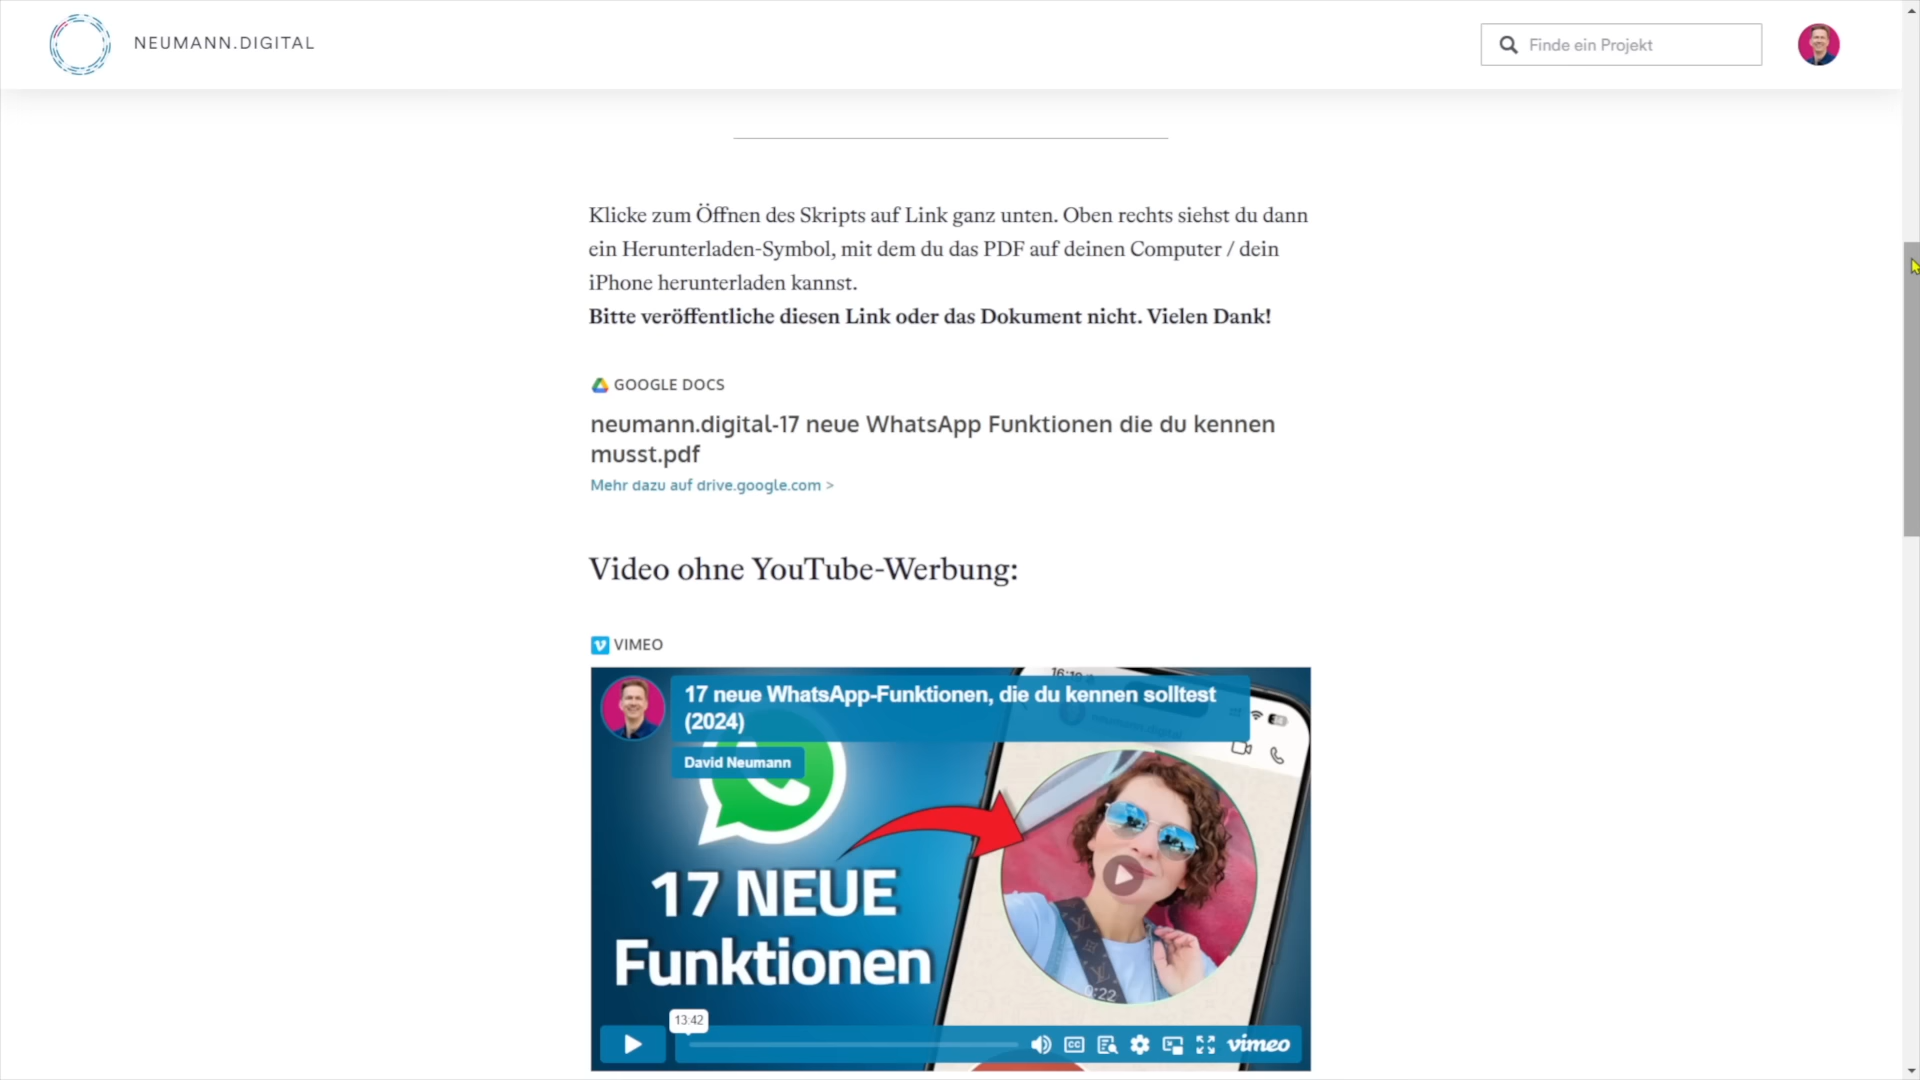 NEUMANN.DIGITAL
Finde ein Projekt
Klicke zum Öffnen des Skripts auf Link ganz unten. Oben rechts siehst du dann
ein Herunterladen-Symbol, mit dem du das PDF auf deinen Computer / dein
iPhone herunterladen kannst.
Bitte veröffentliche diesen Link oder das Dokument nicht. Vielen Dank!
GOOGLE DOCS
neumann.digital-17 neue WhatsApp Funktionen die du kennen
musst.pdf
Mehr dazu auf drive.google.com >
Video ohne YouTube-Werbung:
VIMEO
17 neue WhatsApp-Funktionen, die du kennen solltest
(2024)
David Neumann
17 NEUE
Funktionen
0:22
13:42
CC
vimeo